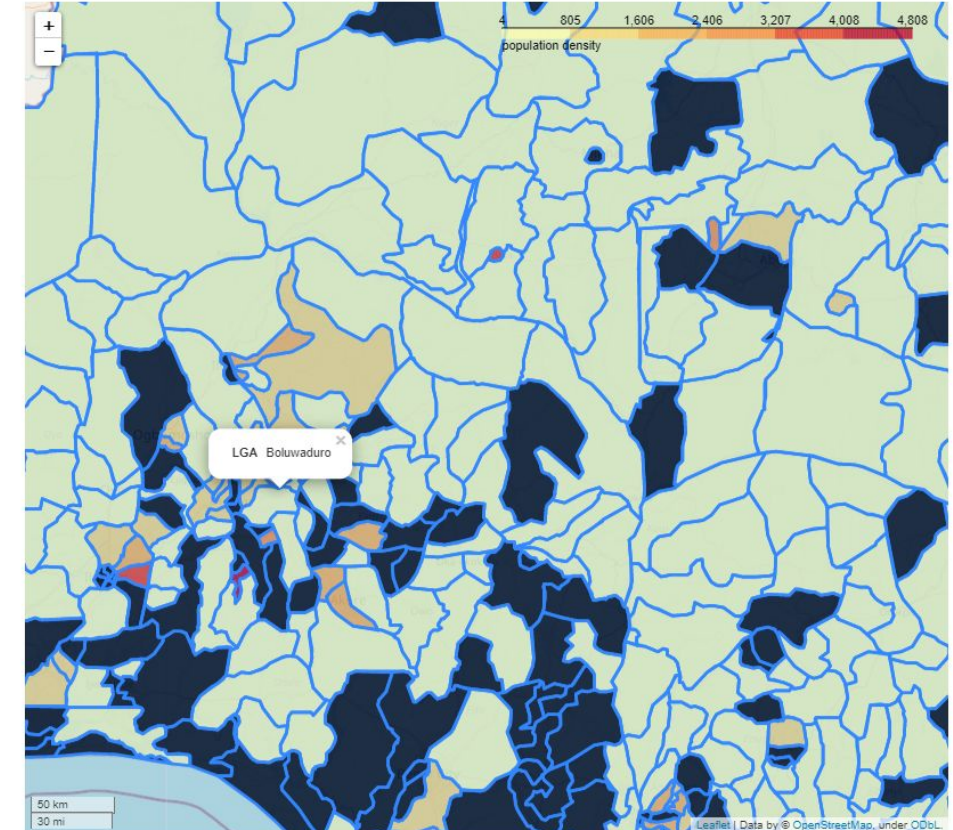 +
−
4 805 1,606 2,406 3,207 4,008 4,808
population density
LGA Boluwaduro ×
50 km
30 mi
Leaflet | Data by © OpenStreetMap, under ODbL.